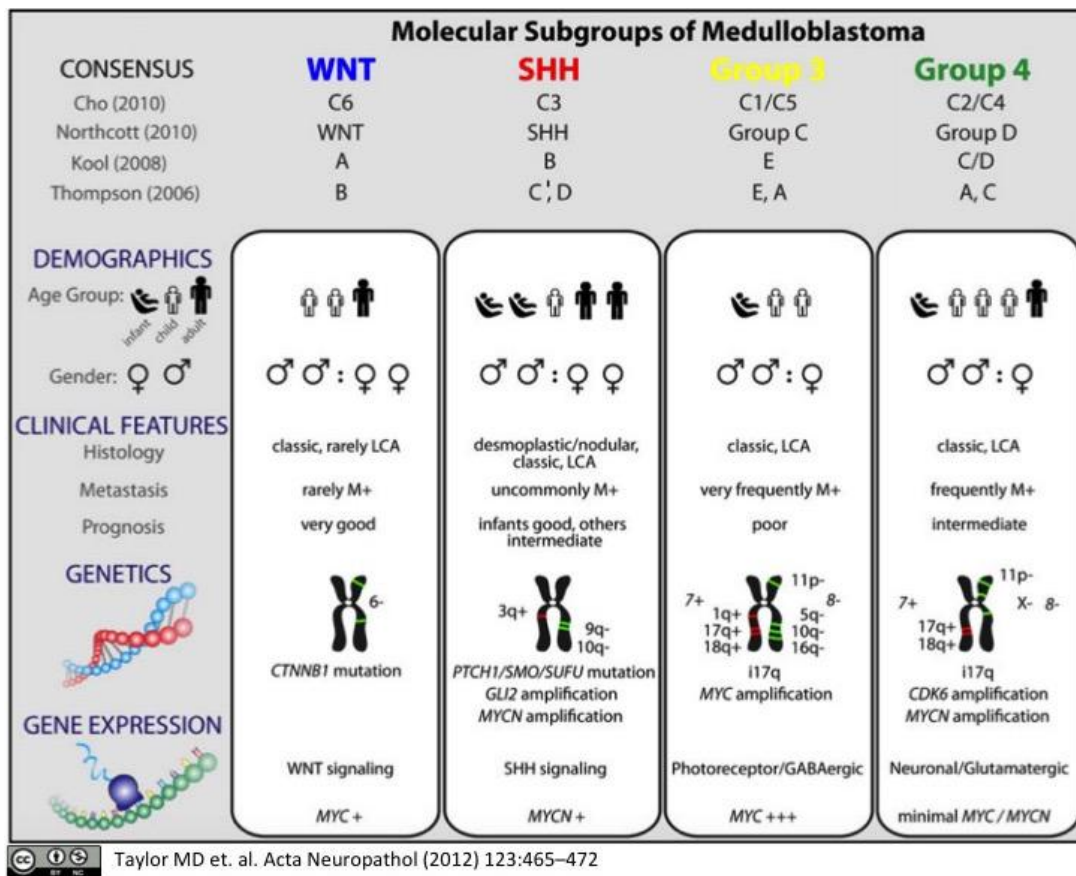 Molecular Subgroups of Medulloblastoma
CONSENSUS WNT SHH Group 3 Group 4
Cho (2010) C6 C3 C1/C5 C2/C4
Northcott (2010) WNT SHH Group C Group D
Kool (2008) A B E C/D
Thompson (2006) B C', D E, A A, C
DEMOGRAPHICS
Age Group:
infant child adult
Gender: ♀ ♂ ♂ ♂ : ♀ ♀ ♂ ♂ : ♀ ♀ ♂ ♂ : ♀ ♂ ♂ : ♀
CLINICAL FEATURES
Histology classic, rarely LCA desmoplastic/nodular, classic, LCA classic, LCA classic, LCA
Metastasis rarely M+ uncommonly M+ very frequently M+ frequently M+
Prognosis very good infants good, others intermediate poor intermediate
GENETICS
6-
3q+ 9q-
10q-
7+ 11p- 8-
1q+ 5q-
17q+ 10q-
18q+ 16q-
7+ 11p- X- 8-
17q+
18q+
CTNNB1 mutation PTCH1/SMO/SUFU mutation i17q i17q
GLI2 amplification MYC amplification CDK6 amplification
MYCN amplification MYCN amplification
GENE EXPRESSION
WNT signaling SHH signaling Photoreceptor/GABAergic Neuronal/Glutamatergic
MYC + MYCN + MYC +++ minimal MYC / MYCN
cc BY NC Taylor MD et. al. Acta Neuropathol (2012) 123:465–472